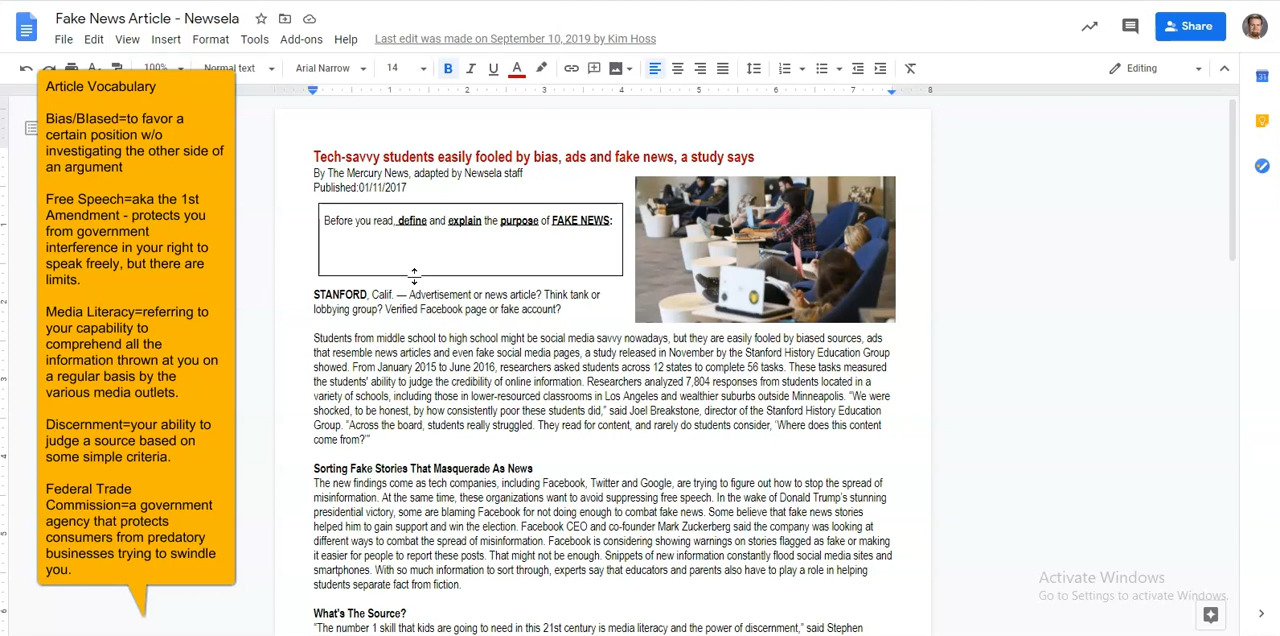 Fake News Article - Newsela
File Edit View Insert Format Tools Add-ons Help Last edit was made on September 10, 2019 by Kim Hoss
Share
100% Normal text Arial Narrow 14 B I U A Editing
1 2 3 4 5 6 7 8
Article Vocabulary
Bias/BIased=to favor a
certain position w/o
investigating the other side of
an argument
Free Speech=aka the 1st
Amendment - protects you
from government
interference in your right to
speak freely, but there are
limits.
Media Literacy=referring to
your capability to
comprehend all the
information thrown at you on
a regular basis by the
various media outlets.
Discernment=your ability to
judge a source based on
some simple criteria.
Federal Trade
Commission=a government
agency that protects
consumers from predatory
businesses trying to swindle
you.
Tech-savvy students easily fooled by bias, ads and fake news, a study says
By The Mercury News, adapted by Newsela staff
Published:01/11/2017
Before you read, define and explain the purpose of FAKE NEWS:
STANFORD, Calif. — Advertisement or news article? Think tank or
lobbying group? Verified Facebook page or fake account?
Students from middle school to high school might be social media savvy nowadays, but they are easily fooled by biased sources, ads
that resemble news articles and even fake social media pages, a study released in November by the Stanford History Education Group
showed. From January 2015 to June 2016, researchers asked students across 12 states to complete 56 tasks. These tasks measured
the students' ability to judge the credibility of online information. Researchers analyzed 7,804 responses from students located in a
variety of schools, including those in lower-resourced classrooms in Los Angeles and wealthier suburbs outside Minneapolis. "We were
shocked, to be honest, by how consistently poor these students did," said Joel Breakstone, director of the Stanford History Education
Group. "Across the board, students really struggled. They read for content, and rarely do students consider, 'Where does this content
come from?'"
Sorting Fake Stories That Masquerade As News
The new findings come as tech companies, including Facebook, Twitter and Google, are trying to figure out how to stop the spread of
misinformation. At the same time, these organizations want to avoid suppressing free speech. In the wake of Donald Trump's stunning
presidential victory, some are blaming Facebook for not doing enough to combat fake news. Some believe that fake news stories
helped him to gain support and win the election. Facebook CEO and co-founder Mark Zuckerberg said the company was looking at
different ways to combat the spread of misinformation. Facebook is considering showing warnings on stories flagged as fake or making
it easier for people to report these posts. That might not be enough. Snippets of new information constantly flood social media sites and
smartphones. With so much information to sort through, experts say that educators and parents also have to play a role in helping
students separate fact from fiction.
What's The Source?
"The number 1 skill that kids are going to need in this 21st century is media literacy and the power of discernment," said Stephen
31
Activate Windows
Go to Settings to activate Windows.